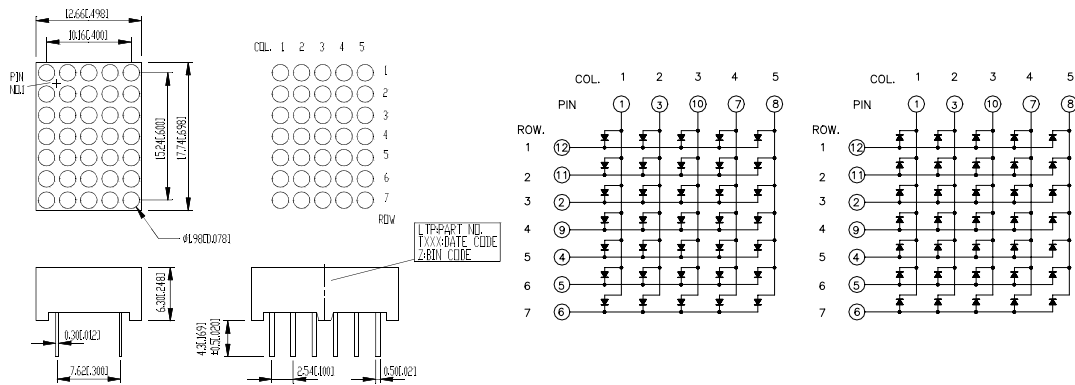 12.66[.498]
10.16[.400]
PIN
NO.1
15.24[.600]
17.74[.698]
ø1.98[0.078]
COL. 1 2 3 4 5
1
2
3
4
5
6
7
ROW
LTP:PART NO.
TXXX:DATE CODE
Z:BIN CODE
6.30[.248]
0.30[.012]
7.62[.300]
4.3[.169]
±0.5[.020]
2.54[.100]
0.50[.02]
COL. 1 2 3 4 5
PIN 1 3 10 7 8
ROW.
1 12
2 11
3 2
4 9
5 4
6 5
7 6
COL. 1 2 3 4 5
PIN 1 3 10 7 8
ROW.
1 12
2 11
3 2
4 9
5 4
6 5
7 6